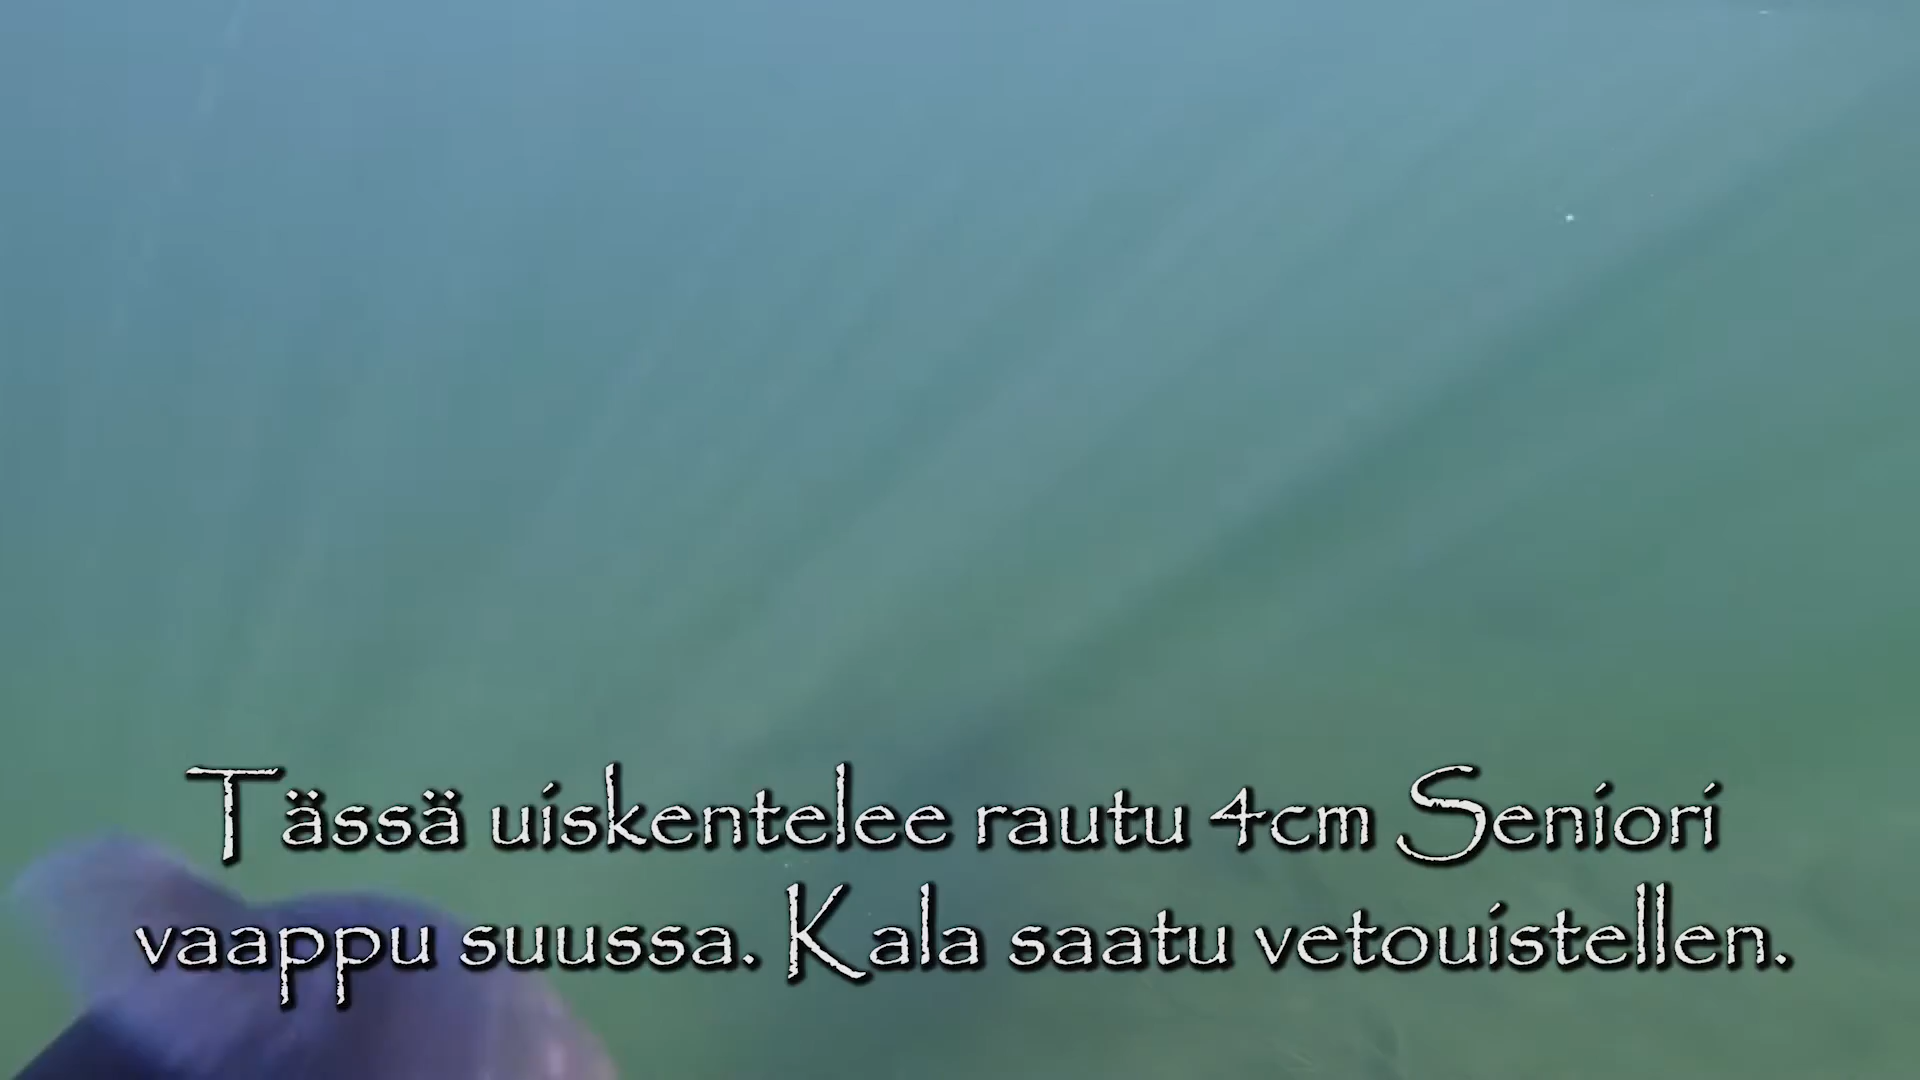 Tässä uiskentelee rautu 4cm Seniori
vaappu suussa. Kala saatu vetouistellen.